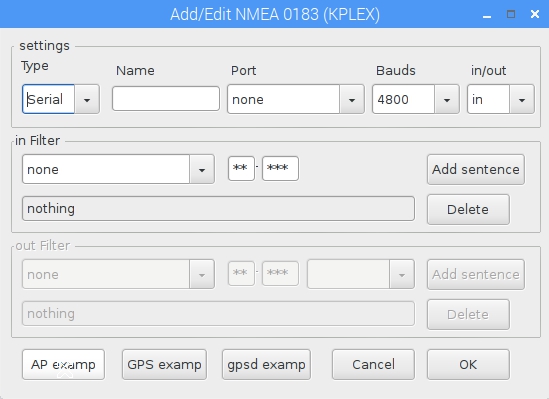 Add/Edit NMEA 0183 (KPLEX)
settings
Type Name Port Bauds in/out
Serial none 4800 in
in Filter
none ** . *** Add sentence
nothing Delete
out Filter
none ** . *** Add sentence
nothing Delete
AP examp GPS examp gpsd examp Cancel OK